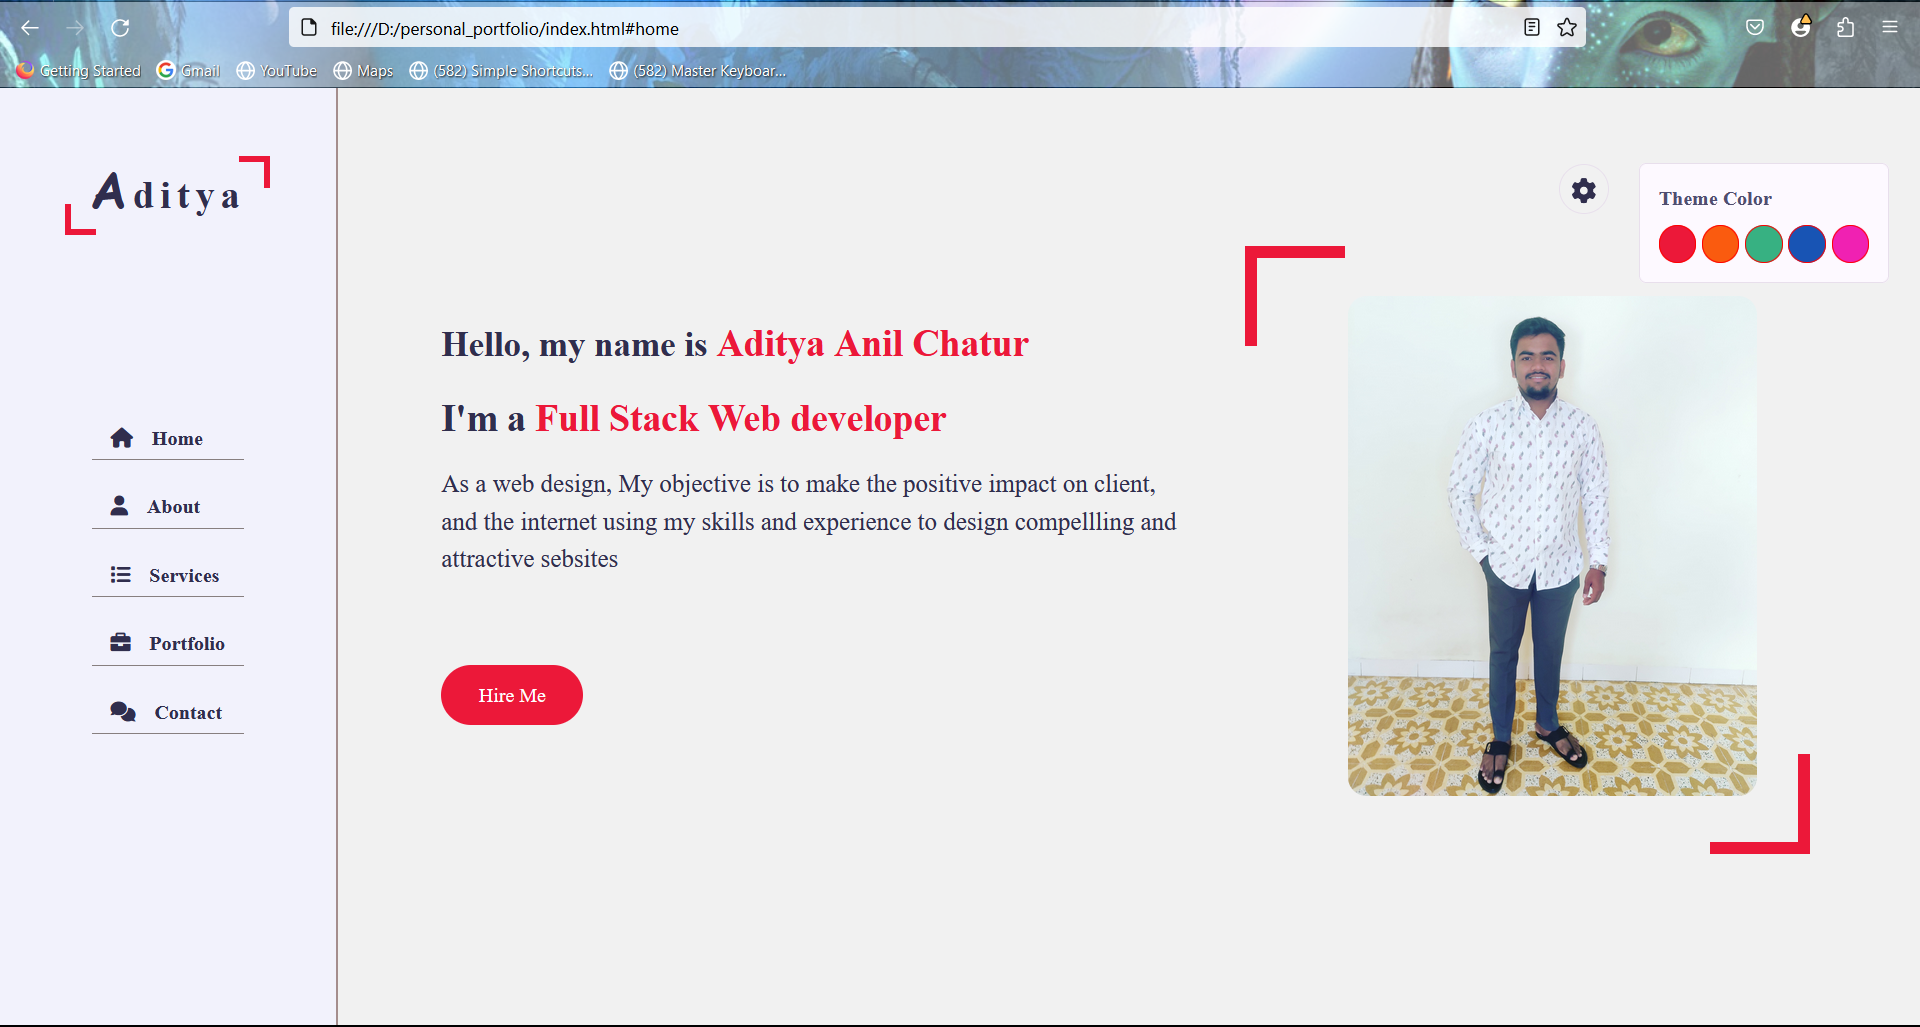 file:///D:/personal_portfolio/index.html#home
Getting Started
Gmail
YouTube
Maps
(582) Simple Shortcuts...
(582) Master Keyboar...
Aditya
Home
About
Services
Portfolio
Contact
Theme Color
Hello, my name is Aditya Anil Chatur
I'm a Full Stack Web developer
As a web design, My objective is to make the positive impact on client,
and the internet using my skills and experience to design compellling and
attractive sebsites
Hire Me